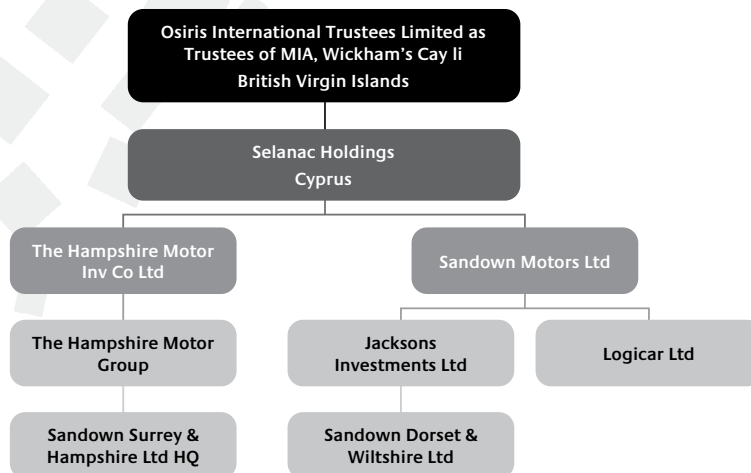 Osiris International Trustees Limited as
Trustees of MIA, Wickham’s Cay li
British Virgin Islands
Selanac Holdings
Cyprus
The Hampshire Motor
Inv Co Ltd
Sandown Motors Ltd
The Hampshire Motor
Group
Jacksons
Investments Ltd
Logicar Ltd
Sandown Surrey &
Hampshire Ltd HQ
Sandown Dorset &
Wiltshire Ltd